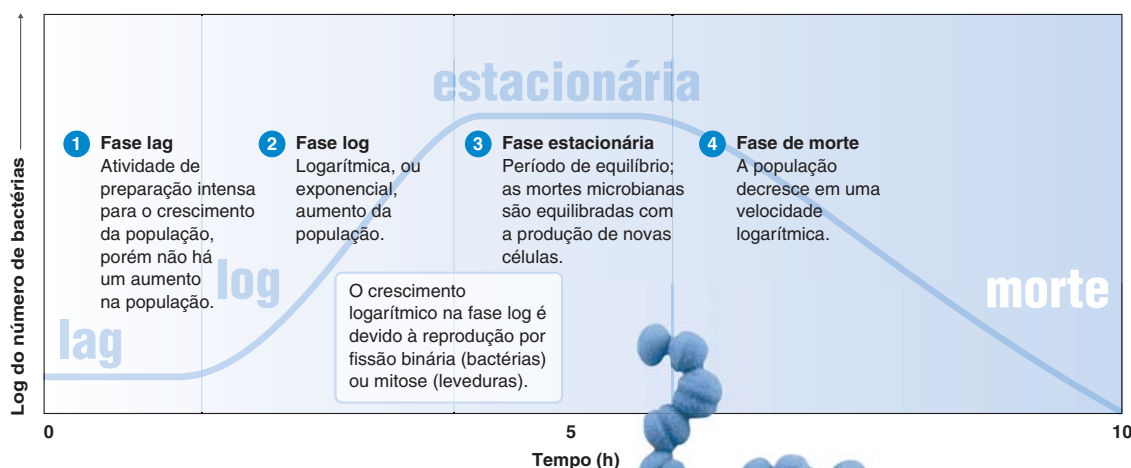 Log do número de bactérias
estacionária
1 Fase lag
Atividade de
preparação intensa
para o crescimento
da população,
porém não há
um aumento
na população.
2 Fase log
Logarítmica, ou
exponencial,
aumento da
população.
3 Fase estacionária
Período de equilíbrio;
as mortes microbianas
são equilibradas com
a produção de novas
células.
4 Fase de morte
A população
decresce em uma
velocidade
logarítmica.
lag
log
O crescimento
logarítmico na fase log é
devido à reprodução por
fissão binária (bactérias)
ou mitose (leveduras).
morte
0 5 10
Tempo (h)